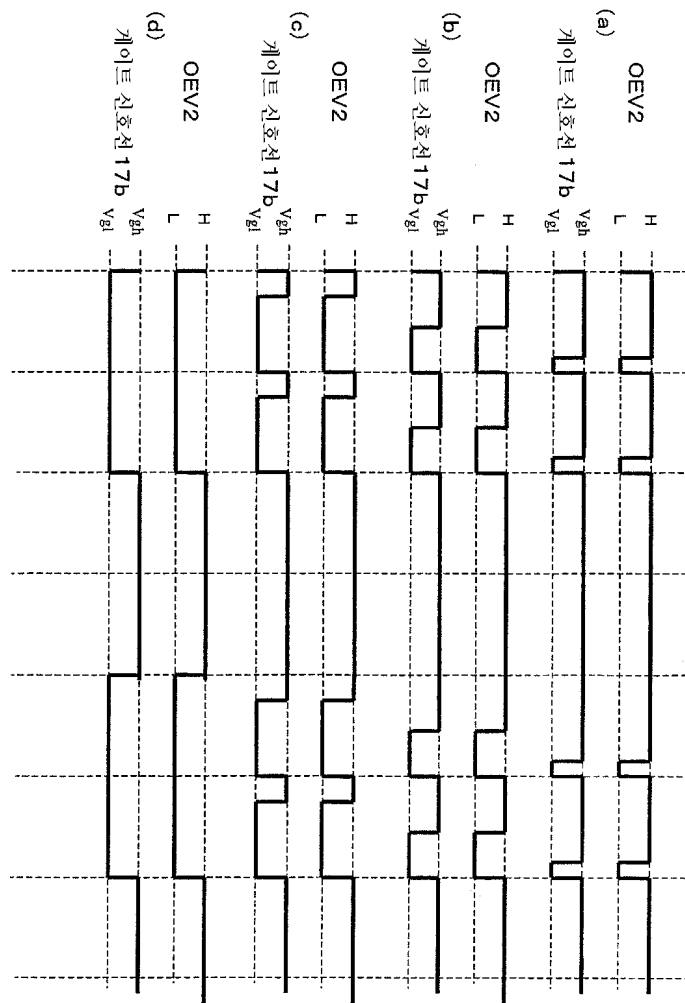 (a)
OEV2
H
L
게이트 신호선 17b
Vgh
Vgl
(b)
OEV2
H
L
게이트 신호선 17b
Vgh
Vgl
(c)
OEV2
H
L
게이트 신호선 17b
Vgh
Vgl
(d)
OEV2
H
L
게이트 신호선 17b
Vgh
Vgl